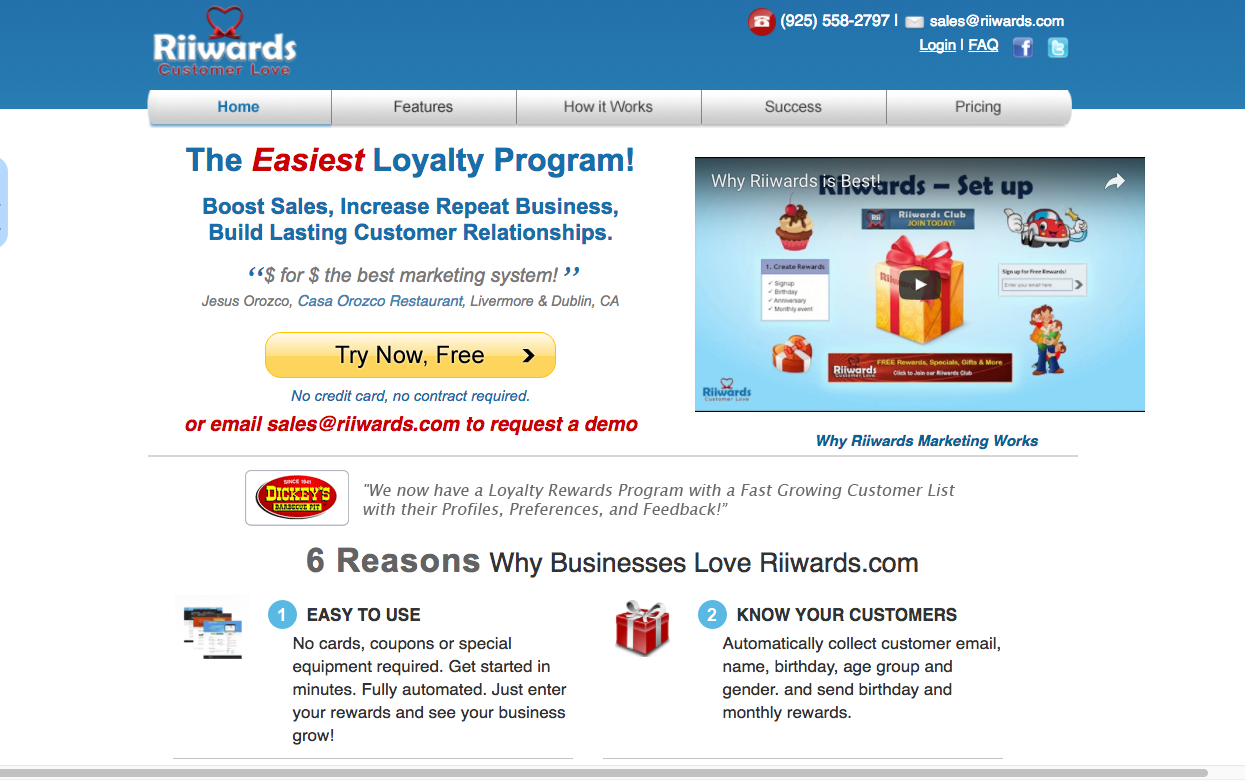 Riiwards
Customer Love
(925) 558-2797 | sales@riiwards.com
Login | FAQ
Home
Features
How it Works
Success
Pricing
The Easiest Loyalty Program!
Boost Sales, Increase Repeat Business,
Build Lasting Customer Relationships.
“$ for $ the best marketing system!”
Jesus Orozco, Casa Orozco Restaurant, Livermore & Dublin, CA
Try Now, Free
No credit card, no contract required.
or email sales@riiwards.com to request a demo
Why Riiwards is Best!
Riiwards – Set up
Rii
Riiwards Club
JOIN TODAY!
1. Create Rewards
✓ Signup
✓ Birthday
✓ Anniversary
✓ Monthly event
Sign up for Free Rewards!
Enter your email here
Riiwards
Customer Love
FREE Rewards, Specials, Gifts & More
Click to Join our Riiwards Club
Riiwards
Customer Love
Why Riiwards Marketing Works
SINCE 1941
DICKEY'S
BARBECUE PIT
"We now have a Loyalty Rewards Program with a Fast Growing Customer List
with their Profiles, Preferences, and Feedback!”
6 Reasons Why Businesses Love Riiwards.com
1 EASY TO USE
No cards, coupons or special
equipment required. Get started in
minutes. Fully automated. Just enter
your rewards and see your business
grow!
2 KNOW YOUR CUSTOMERS
Automatically collect customer email,
name, birthday, age group and
gender. and send birthday and
monthly rewards.